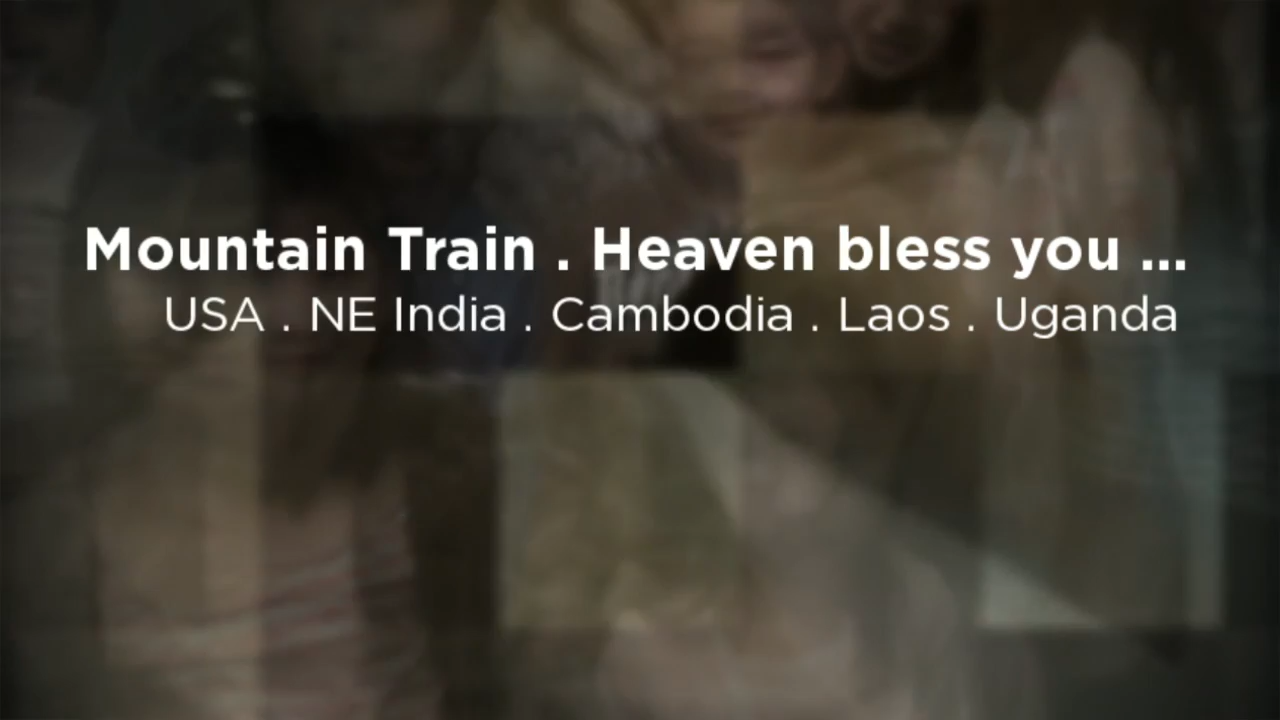 Mountain Train . Heaven bless you ...
USA . NE India . Cambodia . Laos . Uganda